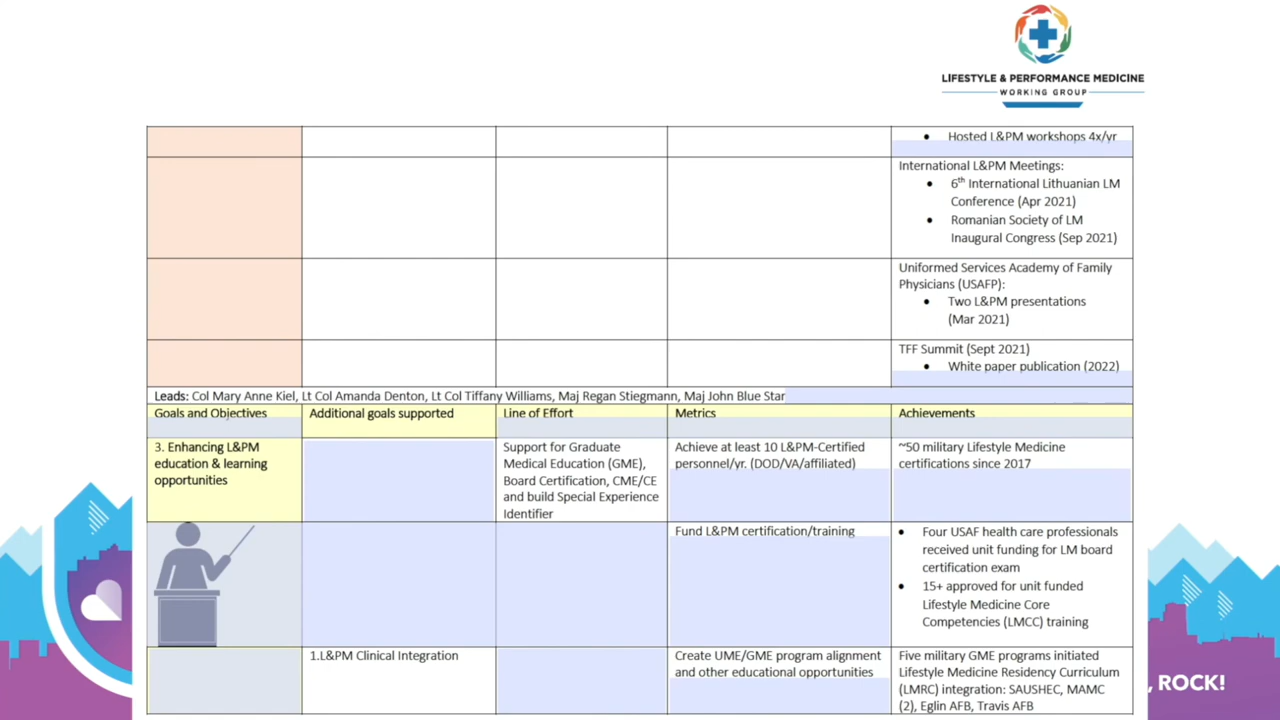 LIFESTYLE & PERFORMANCE MEDICINE
WORKING GROUP
• Hosted L&PM workshops 4x/yr
International L&PM Meetings:
• 6th International Lithuanian LM
Conference (Apr 2021)
• Romanian Society of LM
Inaugural Congress (Sep 2021)
Uniformed Services Academy of Family
Physicians (USAFP):
• Two L&PM presentations
(Mar 2021)
TFF Summit (Sept 2021)
• White paper publication (2022)
Leads: Col Mary Anne Kiel, Lt Col Amanda Denton, Lt Col Tiffany Williams, Maj Regan Stiegmann, Maj John Blue Star
Goals and Objectives
Additional goals supported
Line of Effort
Metrics
Achievements
3. Enhancing L&PM
education & learning
opportunities
Support for Graduate
Medical Education (GME),
Board Certification, CME/CE
and build Special Experience
Identifier
Achieve at least 10 L&PM-Certified
personnel/yr. (DOD/VA/affiliated)
~50 military Lifestyle Medicine
certifications since 2017
Fund L&PM certification/training
• Four USAF health care professionals
received unit funding for LM board
certification exam
• 15+ approved for unit funded
Lifestyle Medicine Core
Competencies (LMCC) training
1.L&PM Clinical Integration
Create UME/GME program alignment
and other educational opportunities
Five military GME programs initiated
Lifestyle Medicine Residency Curriculum
(LMRC) integration: SAUSHEC, MAMC
(2), Eglin AFB, Travis AFB
, ROCK!